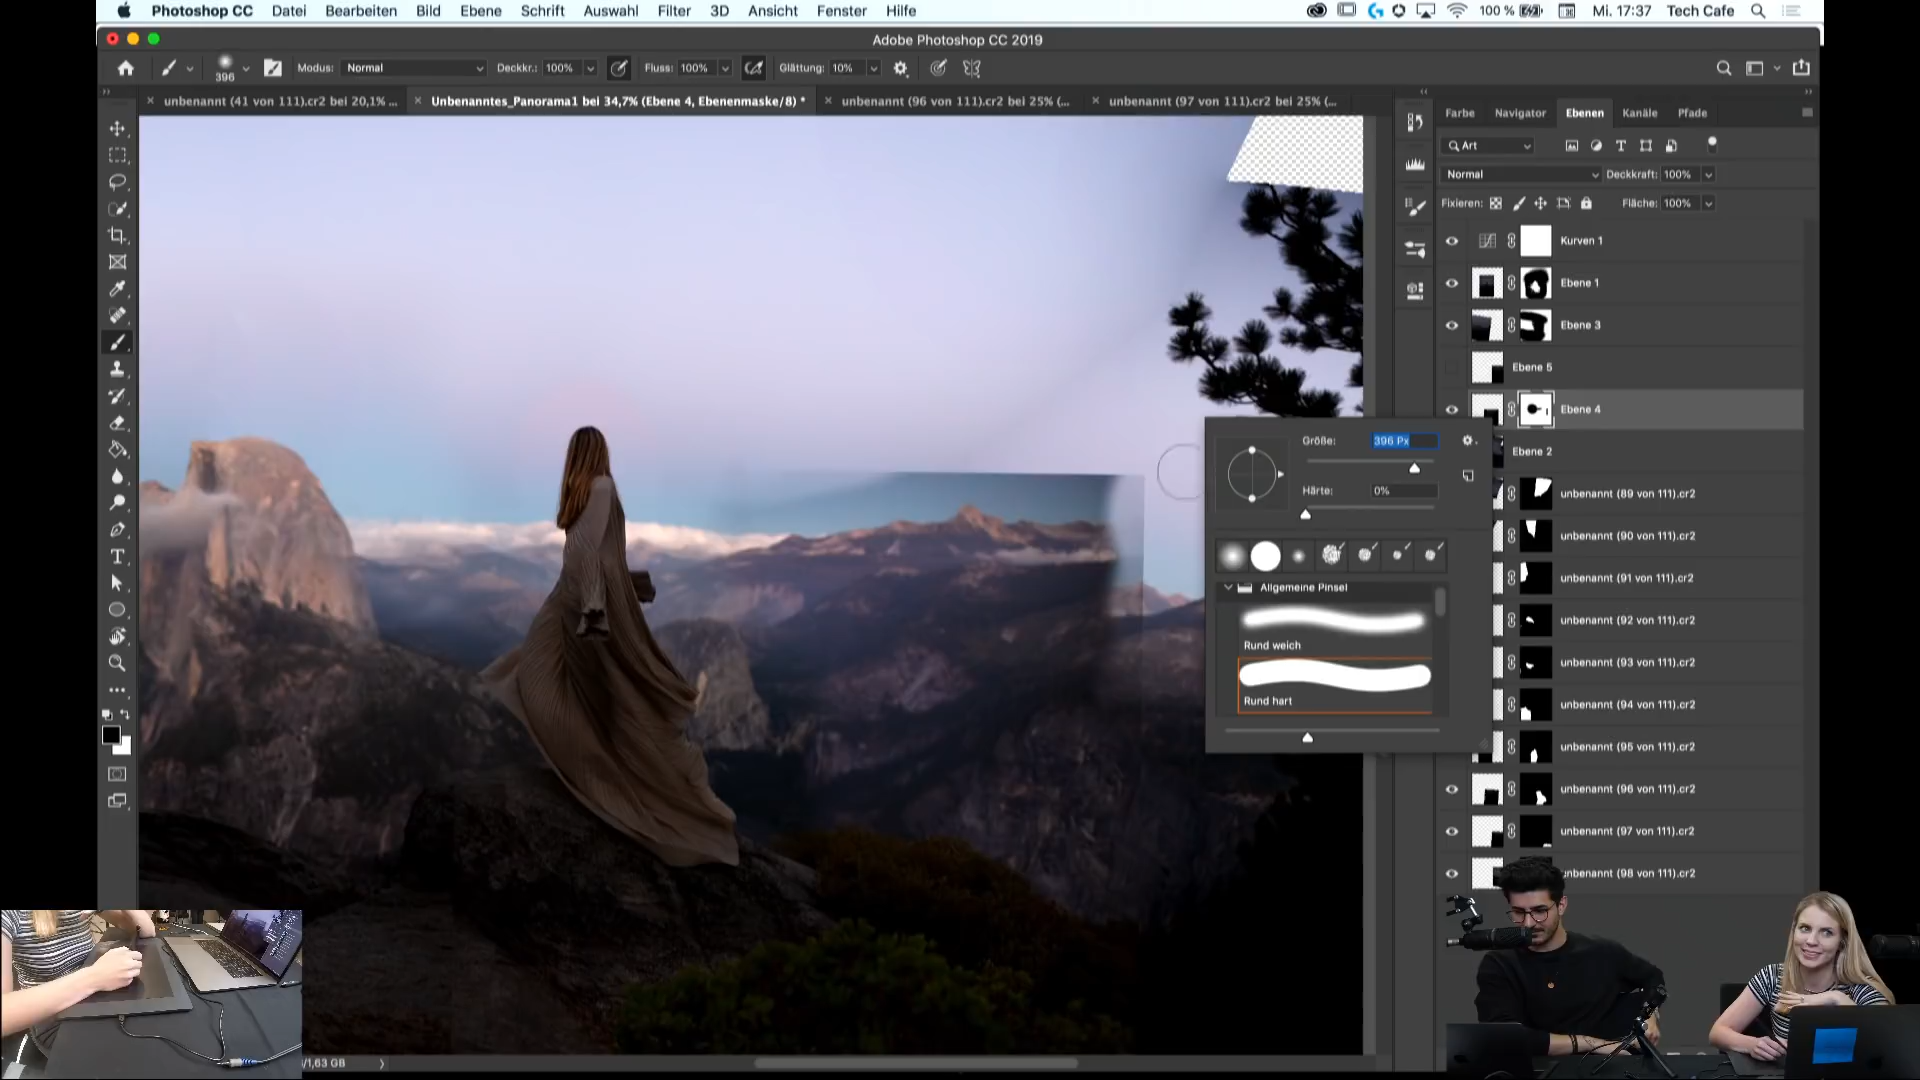 Photoshop CC Datei Bearbeiten Bild Ebene Schrift Auswahl Filter 3D Ansicht Fenster Hilfe 100 % Mi. 17:37 Tech Cafe
Adobe Photoshop CC 2019
396 Modus: Normal Deckkr.: 100% Fluss: 100% Glättung: 10%
unbenannt (41 von 111).cr2 bei 20,1% ... Unbenanntes_Panorama1 bei 34,7% (Ebene 4, Ebenenmaske/8) * unbenannt (96 von 111).cr2 bei 25% (... unbenannt (97 von 111).cr2 bei 25% (...
Farbe Navigator Ebenen Kanäle Pfade
Art
Normal Deckkraft: 100%
Fixieren: Fläche: 100%
Kurven 1
Ebene 1
Ebene 3
Ebene 5
Ebene 4
Ebene 2
unbenannt (89 von 111).cr2
unbenannt (90 von 111).cr2
unbenannt (91 von 111).cr2
unbenannt (92 von 111).cr2
unbenannt (93 von 111).cr2
unbenannt (94 von 111).cr2
unbenannt (95 von 111).cr2
unbenannt (96 von 111).cr2
unbenannt (97 von 111).cr2
unbenannt (98 von 111).cr2
Größe: 396 Px
Härte: 0%
Allgemeine Pinsel
Rund weich
Rund hart
/1,63 GB